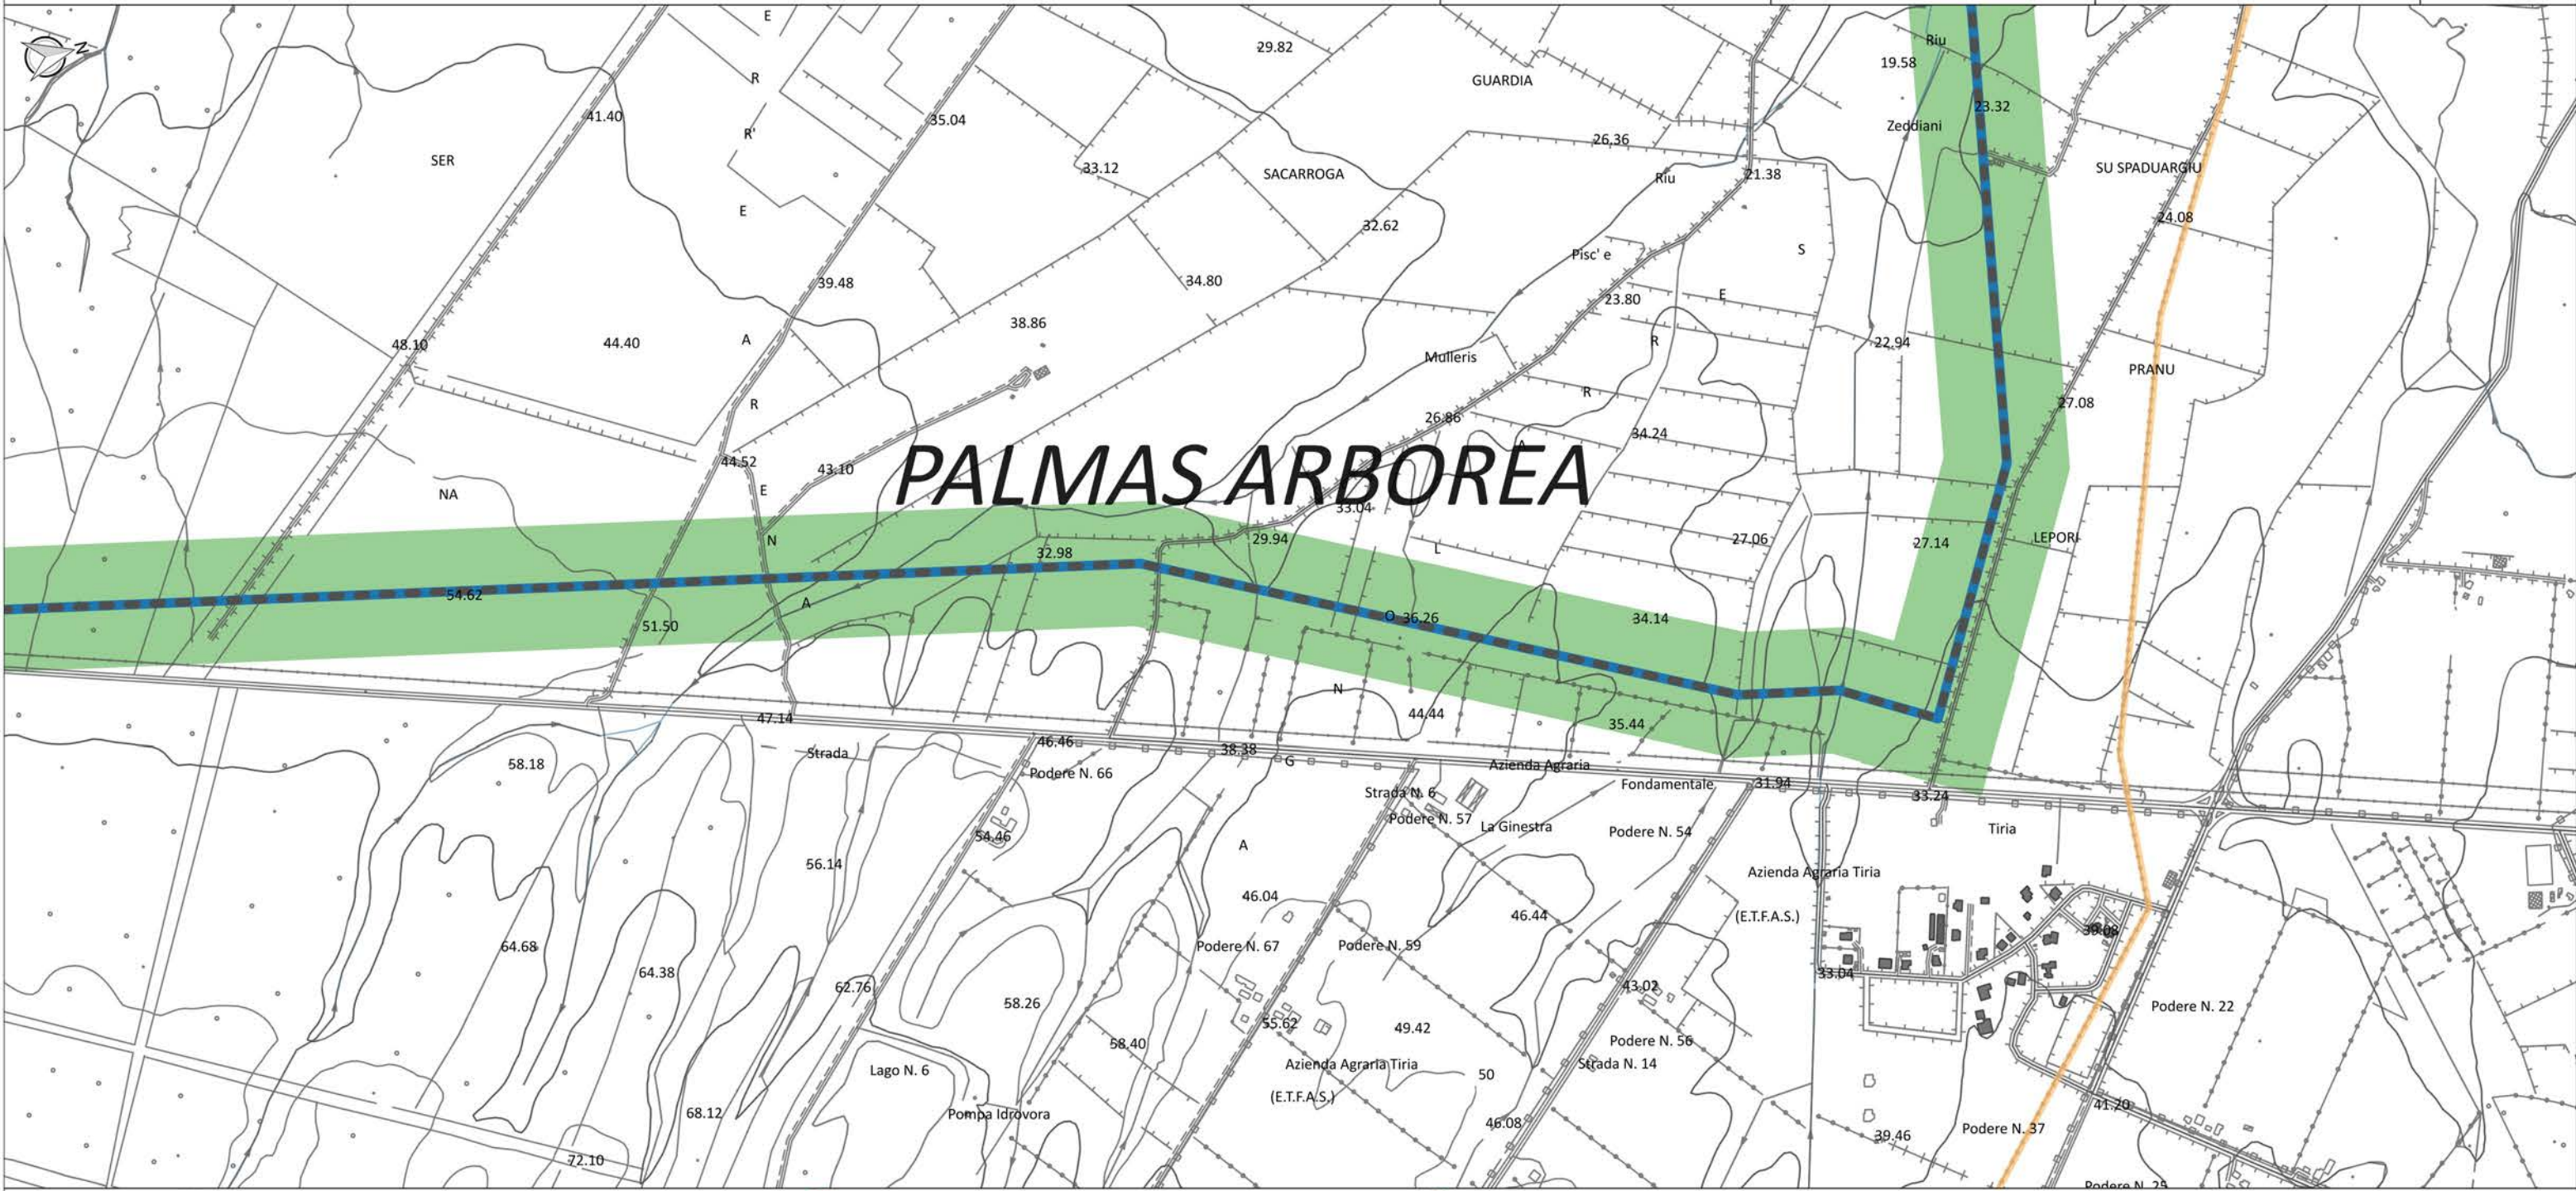 N
E
29.82
Riu
19.58
R
GUARDIA
23.32
41.40
35.04
Zeddiani
R'
26.36
SER
33.12
SACARROGA
Riu
21.38
SU SPADUARGIU
E
32.62
24.08
S
Pisc' e
39.48
34.80
23.80
E
38.86
48.10
44.40
A
Mulleris
R
22.94
PRANU
R
R
27.08
26.86
A
34.24
44.52
43.10
PALMAS ARBOREA
NA
E
33.04
N
32.98
29.94
L
27.06
27.14
LEPORI
54.62
A
O
36.26
34.14
51.50
N
47.14
44.44
35.44
46.46
38.38
Strada
G
Azienda Agraria
58.18
Podere N. 66
Fondamentale
31.94
Strada N. 6
33.24
Podere N. 57
La Ginestra
Podere N. 54
Tiria
54.46
A
56.14
Azienda Agraria Tiria
46.04
46.44
(E.T.F.A.S.)
39.08
64.68
Podere N. 67
Podere N. 59
64.38
33.04
62.76
43.02
58.26
Podere N. 22
55.62
49.42
58.40
Podere N. 56
Lago N. 6
Azienda Agraria Tiria
50
Strada N. 14
(E.T.F.A.S.)
68.12
Pompa Idrovora
41.20
46.08
39.46
Podere N. 37
72.10
Podere N. 25